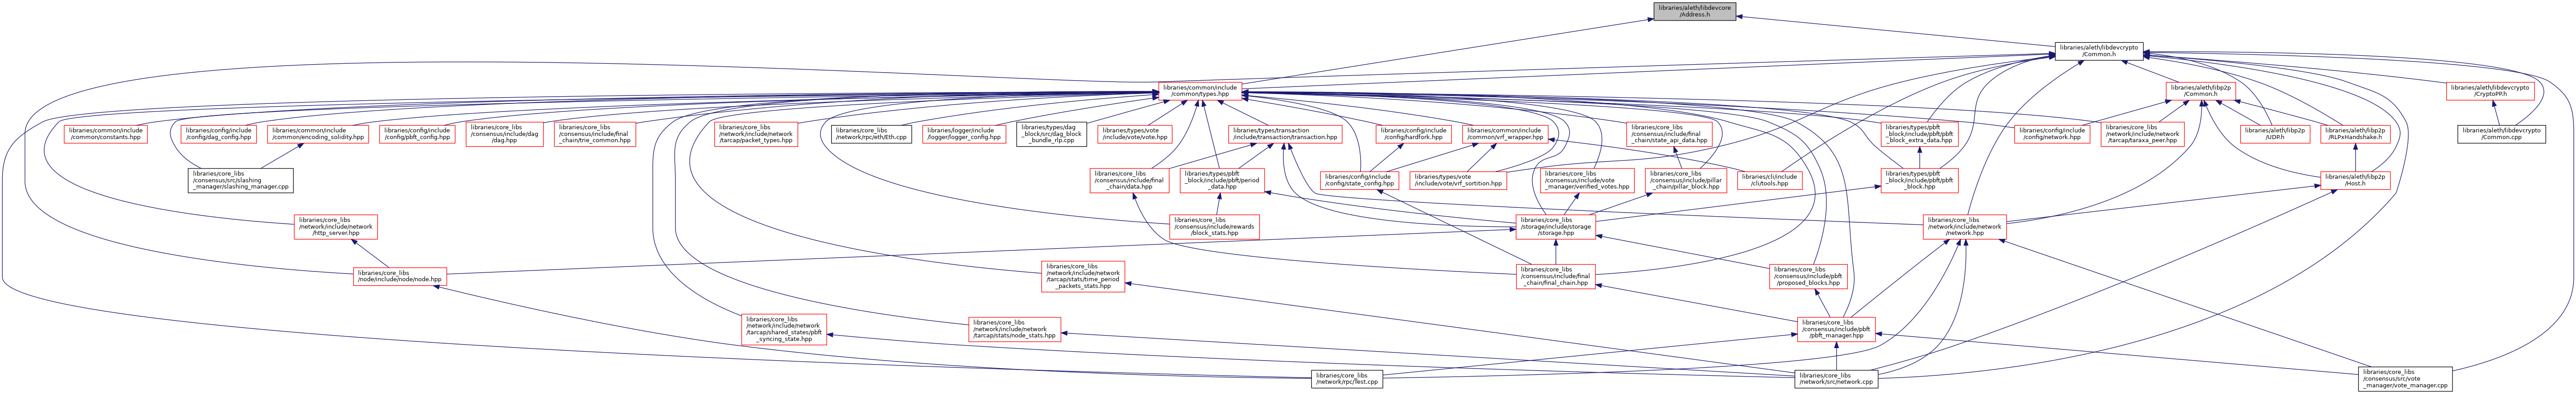 libraries/aleth/libdevcore
/Address.h
libraries/aleth/libdevcrypto
/Common.h
libraries/common/include
/common/types.hpp
libraries/aleth/libp2p
/Common.h
libraries/aleth/libdevcrypto
/CryptoPP.h
libraries/common/include
/common/constants.hpp
libraries/config/include
/config/dag_config.hpp
libraries/common/include
/common/encoding_solidity.hpp
libraries/config/include
/config/pbft_config.hpp
libraries/core_libs
/consensus/include/dag
/dag.hpp
libraries/core_libs
/consensus/include/final
_chain/trie_common.hpp
libraries/core_libs
/network/include/network
/tarcap/packet_types.hpp
libraries/core_libs
/network/rpc/eth/Eth.cpp
libraries/logger/include
/logger/logger_config.hpp
libraries/types/dag
_block/src/dag_block
_bundle_rlp.cpp
libraries/types/vote
/include/vote/vote.hpp
libraries/types/transaction
/include/transaction/transaction.hpp
libraries/config/include
/config/hardfork.hpp
libraries/common/include
/common/vrf_wrapper.hpp
libraries/core_libs
/consensus/include/final
_chain/state_api_data.hpp
libraries/types/pbft
_block/include/pbft/pbft
_block_extra_data.hpp
libraries/config/include
/config/network.hpp
libraries/core_libs
/network/include/network
/tarcap/taraxa_peer.hpp
libraries/aleth/libp2p
/UDP.h
libraries/aleth/libp2p
/RLPxHandshake.h
libraries/aleth/libdevcrypto
/Common.cpp
libraries/core_libs
/consensus/src/slashing
_manager/slashing_manager.cpp
libraries/core_libs
/consensus/include/final
_chain/data.hpp
libraries/types/pbft
_block/include/pbft/period
_data.hpp
libraries/config/include
/config/state_config.hpp
libraries/types/vote
/include/vote/vrf_sortition.hpp
libraries/core_libs
/consensus/include/vote
_manager/verified_votes.hpp
libraries/core_libs
/consensus/include/pillar
_chain/pillar_block.hpp
libraries/cli/include
/cli/tools.hpp
libraries/types/pbft
_block/include/pbft/pbft
_block.hpp
libraries/aleth/libp2p
/Host.h
libraries/core_libs
/network/include/network
/http_server.hpp
libraries/core_libs
/consensus/include/rewards
/block_stats.hpp
libraries/core_libs
/storage/include/storage
/storage.hpp
libraries/core_libs
/network/include/network
/network.hpp
libraries/core_libs
/node/include/node/node.hpp
libraries/core_libs
/network/include/network
/tarcap/stats/time_period
_packets_stats.hpp
libraries/core_libs
/consensus/include/final
_chain/final_chain.hpp
libraries/core_libs
/consensus/include/pbft
/proposed_blocks.hpp
libraries/core_libs
/network/include/network
/tarcap/shared_states/pbft
_syncing_state.hpp
libraries/core_libs
/network/include/network
/tarcap/stats/node_stats.hpp
libraries/core_libs
/consensus/include/pbft
/pbft_manager.hpp
libraries/core_libs
/network/rpc/Test.cpp
libraries/core_libs
/network/src/network.cpp
libraries/core_libs
/consensus/src/vote
_manager/vote_manager.cpp